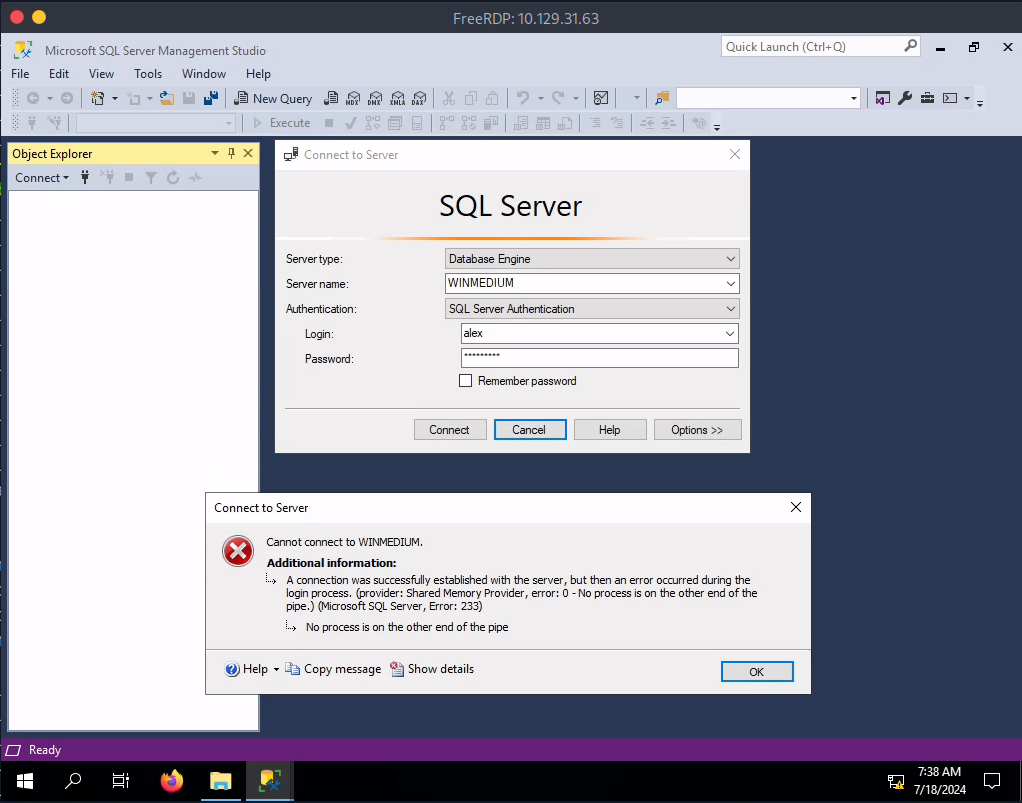 FreeRDP: 10.129.31.63
Microsoft SQL Server Management Studio
Quick Launch (Ctrl+Q)
File Edit View Tools Window Help
New Query MDX DMX XMLA DAX
Execute
Object Explorer
Connect
Connect to Server
SQL Server
Server type: Database Engine
Server name: WINMEDIUM
Authentication: SQL Server Authentication
Login: alex
Password: *********
Remember password
Connect Cancel Help Options >>
Connect to Server
Cannot connect to WINMEDIUM.
Additional information:
A connection was successfully established with the server, but then an error occurred during the
login process. (provider: Shared Memory Provider, error: 0 - No process is on the other end of the
pipe.) (Microsoft SQL Server, Error: 233)
No process is on the other end of the pipe
Help Copy message Show details OK
Ready
7:38 AM
7/18/2024